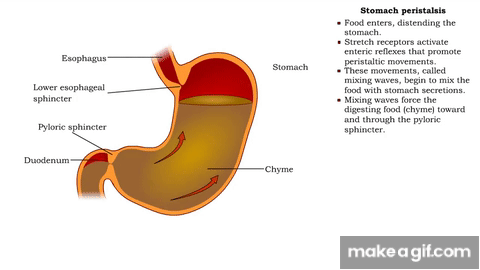 Stomach peristalsis
• Food enters, distending the
stomach.
• Stretch receptors activate
enteric reflexes that promote
peristaltic movements.
• These movements, called
mixing waves, begin to mix the
food with stomach secretions.
• Mixing waves force the
digesting food (chyme) toward
and through the pyloric
sphincter.
Esophagus
Stomach
Lower esophageal
sphincter
Pyloric sphincter
Duodenum
Chyme
makeagif.com